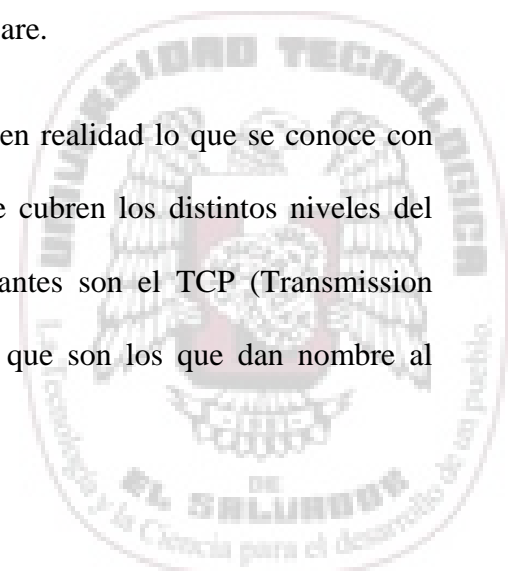 are.
en realidad lo que se conoce con
e cubren los distintos niveles del
antes son el TCP (Transmission
que son los que dan nombre al
UNIVERSIDAD TECNOLOGICA
DE
EL SALVADOR
La Tecnología y la Ciencia para el desarrollo de un pueblo.